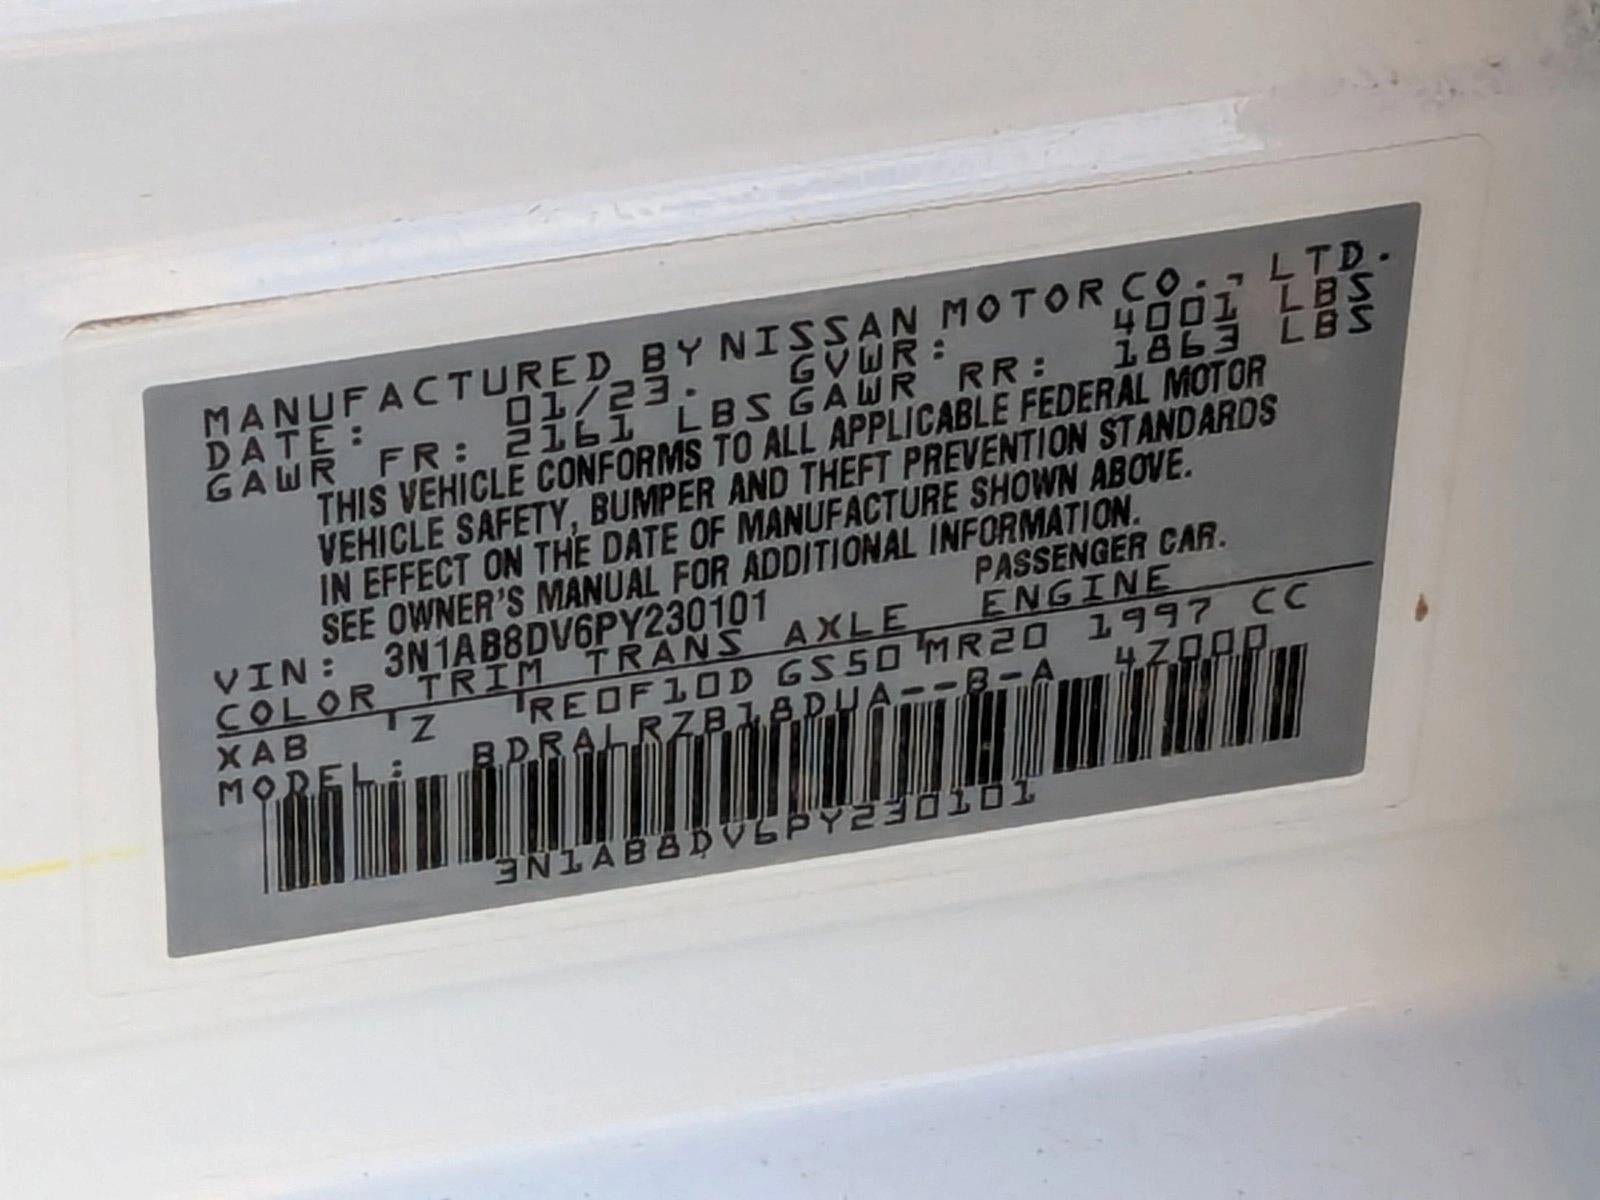 MANUFACTURED BY NISSAN MOTOR CO., LTD.
DATE: 01/23. GVWR: 4001 LBS
GAWR FR: 2161 LBS GAWR RR: 1863 LBS
THIS VEHICLE CONFORMS TO ALL APPLICABLE FEDERAL MOTOR
VEHICLE SAFETY, BUMPER AND THEFT PREVENTION STANDARDS
IN EFFECT ON THE DATE OF MANUFACTURE SHOWN ABOVE.
SEE OWNER'S MANUAL FOR ADDITIONAL INFORMATION.
VIN: 3N1AB8DV6PY230101 PASSENGER CAR.
COLOR TRIM TRANS AXLE ENGINE
XAB Z RE0F10D GS50 MR20 1997 CC
MODEL: BDRALRZB18DUA--B-A 4Z000
3N1AB8DV6PY230101